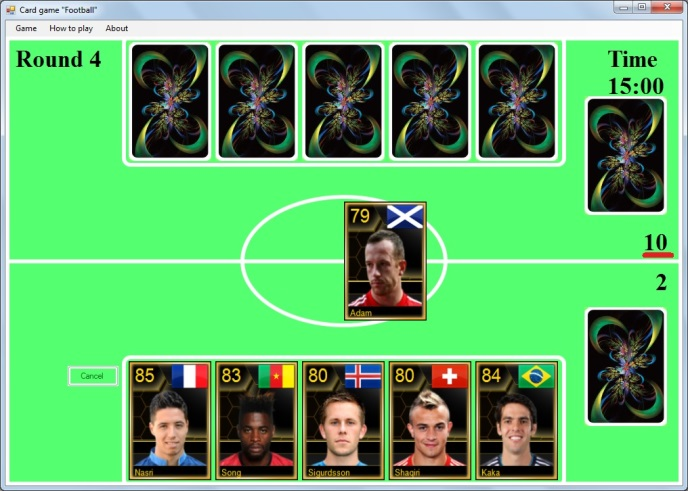 Card game "Football"
Game How to play About
Round 4
Time
15:00
79
Adam
10
2
Cancel
85 83 80 80 84
Nasri Song Sigurdsson Shaqiri Kaka